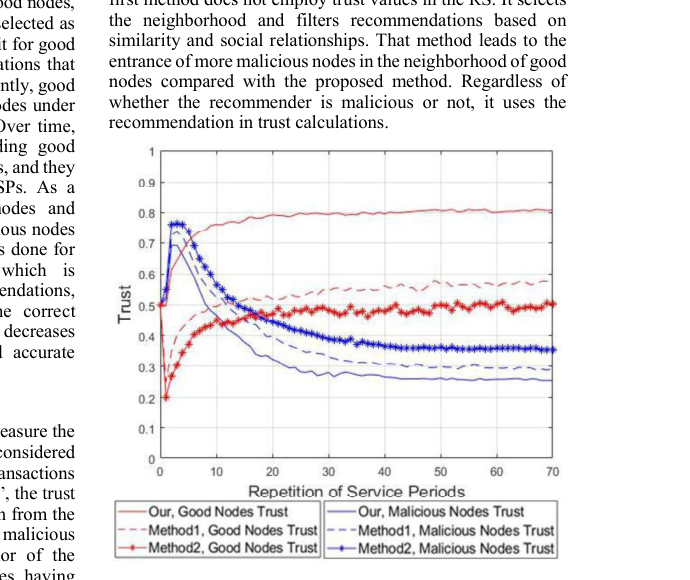 ood nodes,
selected as
it for good
ations that
ntly, good
odes under
Over time,
ding good
s, and they
SPs. As a
nodes and
ious nodes
s done for
which is
endations,
ne correct
decreases
l accurate
easure the
considered
ansactions
’, the trust
n from the
malicious
or of the
es having
first method does not employ trust values in the RS. It selects
the neighborhood and filters recommendations based on
similarity and social relationships. That method leads to the
entrance of more malicious nodes in the neighborhood of good
nodes compared with the proposed method. Regardless of
whether the recommender is malicious or not, it uses the
recommendation in trust calculations.
1
0.9
0.8
0.7
0.6
0.5
0.4
0.3
0.2
0.1
0
Trust
0 10 20 30 40 50 60 70
Repetition of Service Periods
Our, Good Nodes Trust
Method1, Good Nodes Trust
Method2, Good Nodes Trust
Our, Malicious Nodes Trust
Method1, Malicious Nodes Trust
Method2, Malicious Nodes Trust